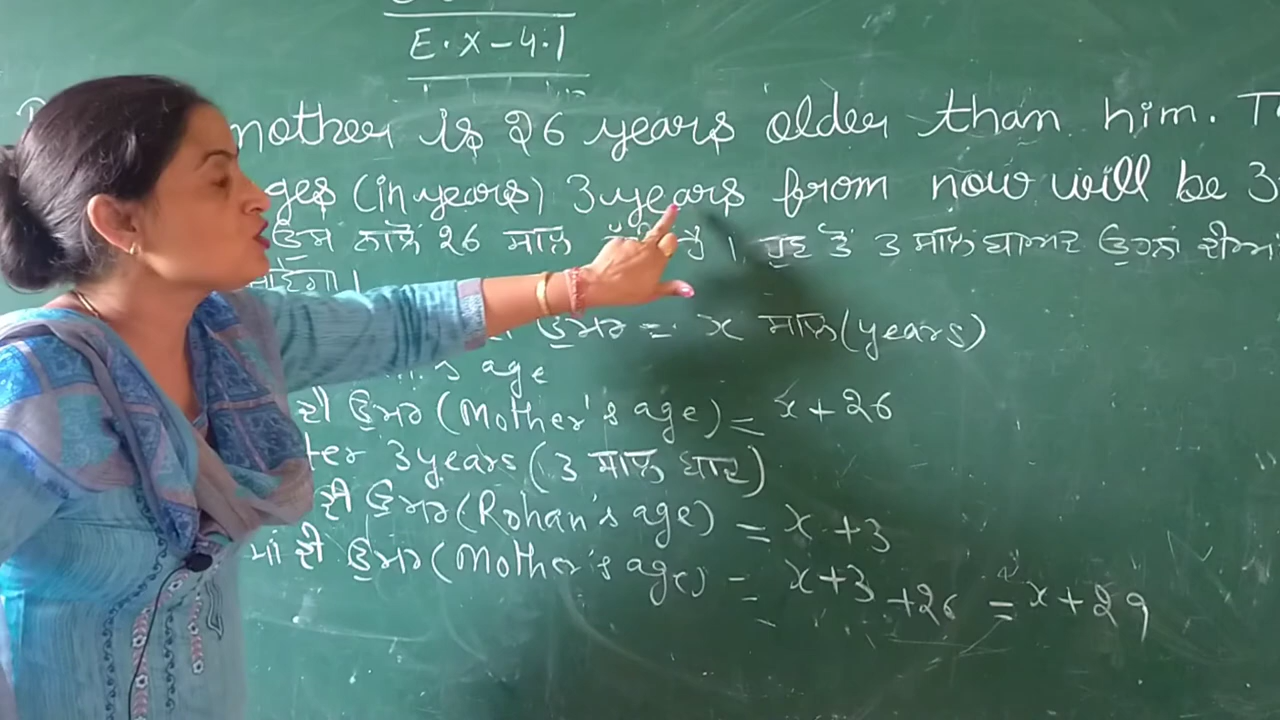 E.X-4.1
mother is 26 years older than him.
ges (in years) 3 years from now will be 3
ਉਸ ਨਾਲੋਂ 26 ਸਾਲ ਹੈ। ਹੁਣ ਤੋਂ 3 ਸਾਲ ਬਾਅਦ ਉਹਨਾਂ ਦੀਆਂ
ਜਾਵੇਗਾ।
ਉਮਰ = x ਸਾਲ (years)
's age
ਦੀ ਉਮਰ (Mother's age) = x + 26
ter 3 years (3 ਸਾਲ ਬਾਦ)
ਦੀ ਉਮਰ (Rohan's age) = x + 3
ਮਾਂ ਦੀ ਉਮਰ (Mother's age) = x + 3 + 26 = x + 29